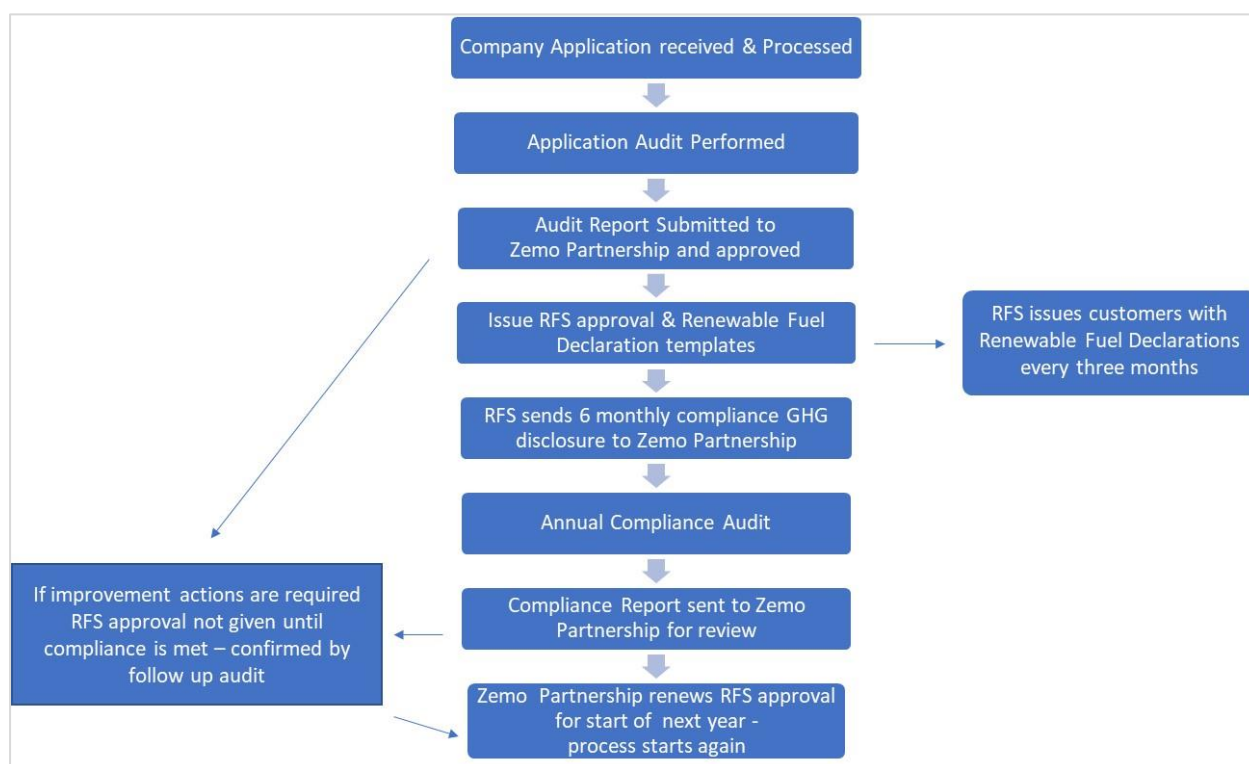 Company Application received & Processed
Application Audit Performed
Audit Report Submitted to
Zemo Partnership and approved
Issue RFS approval & Renewable Fuel
Declaration templates
RFS issues customers with
Renewable Fuel Declarations
every three months
RFS sends 6 monthly compliance GHG
disclosure to Zemo Partnership
Annual Compliance Audit
If improvement actions are required
RFS approval not given until
compliance is met – confirmed by
follow up audit
Compliance Report sent to Zemo
Partnership for review
Zemo Partnership renews RFS approval
for start of next year -
process starts again